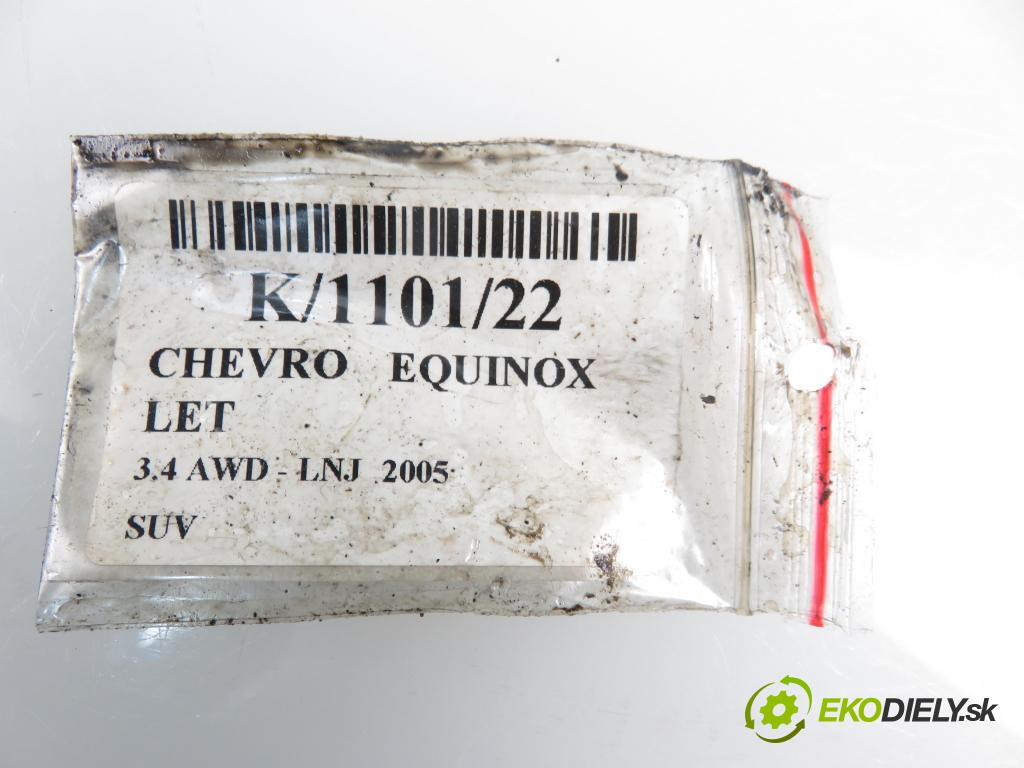 K/1101/22
CHEVRO EQUINOX
LET
3.4 AWD - LNJ 2005
SUV
EKODIELY.sk